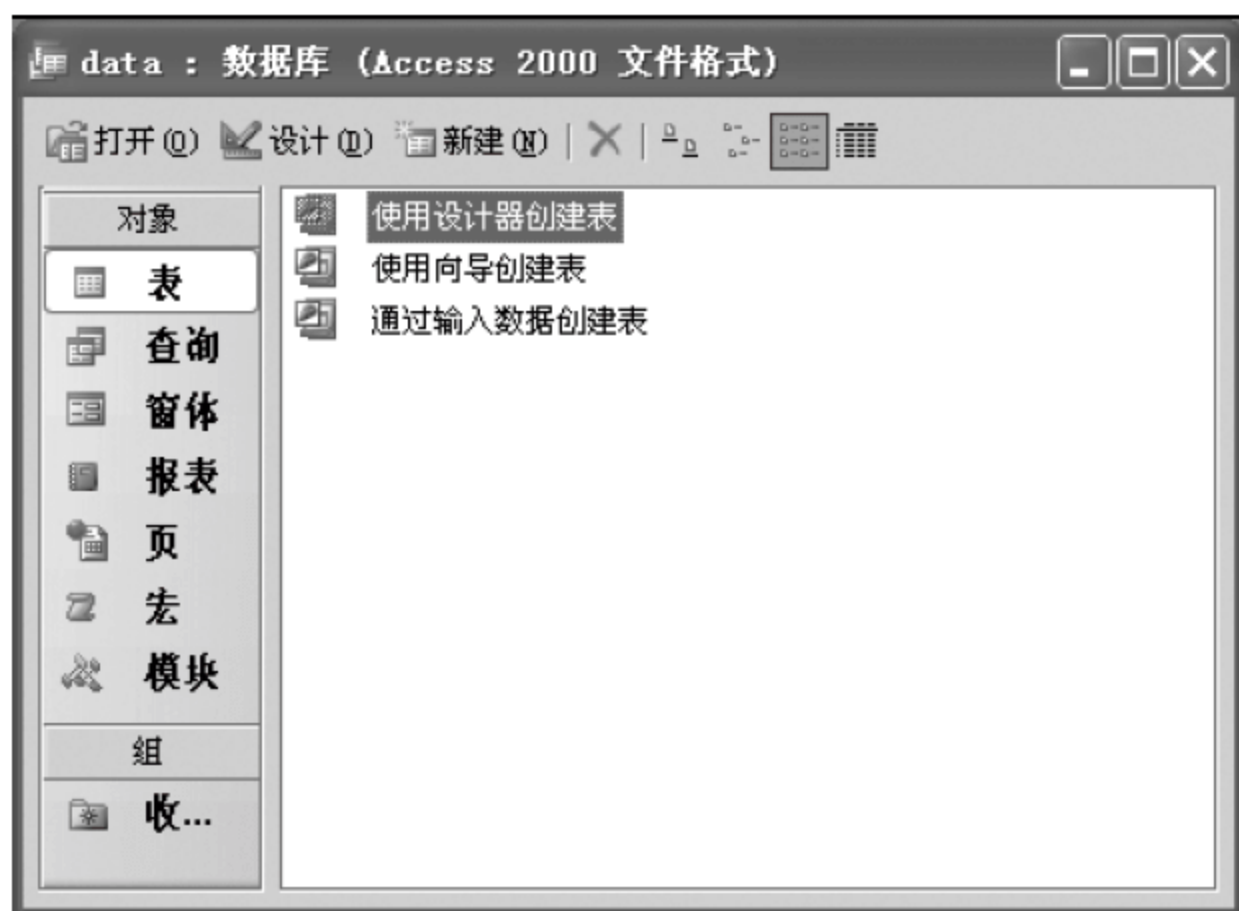 data : 数据库 (Access 2000 文件格式)
打开(O) 设计(D) 新建(N)
对象
表
查询
窗体
报表
页
宏
模块
组
收...
使用设计器创建表
使用向导创建表
通过输入数据创建表